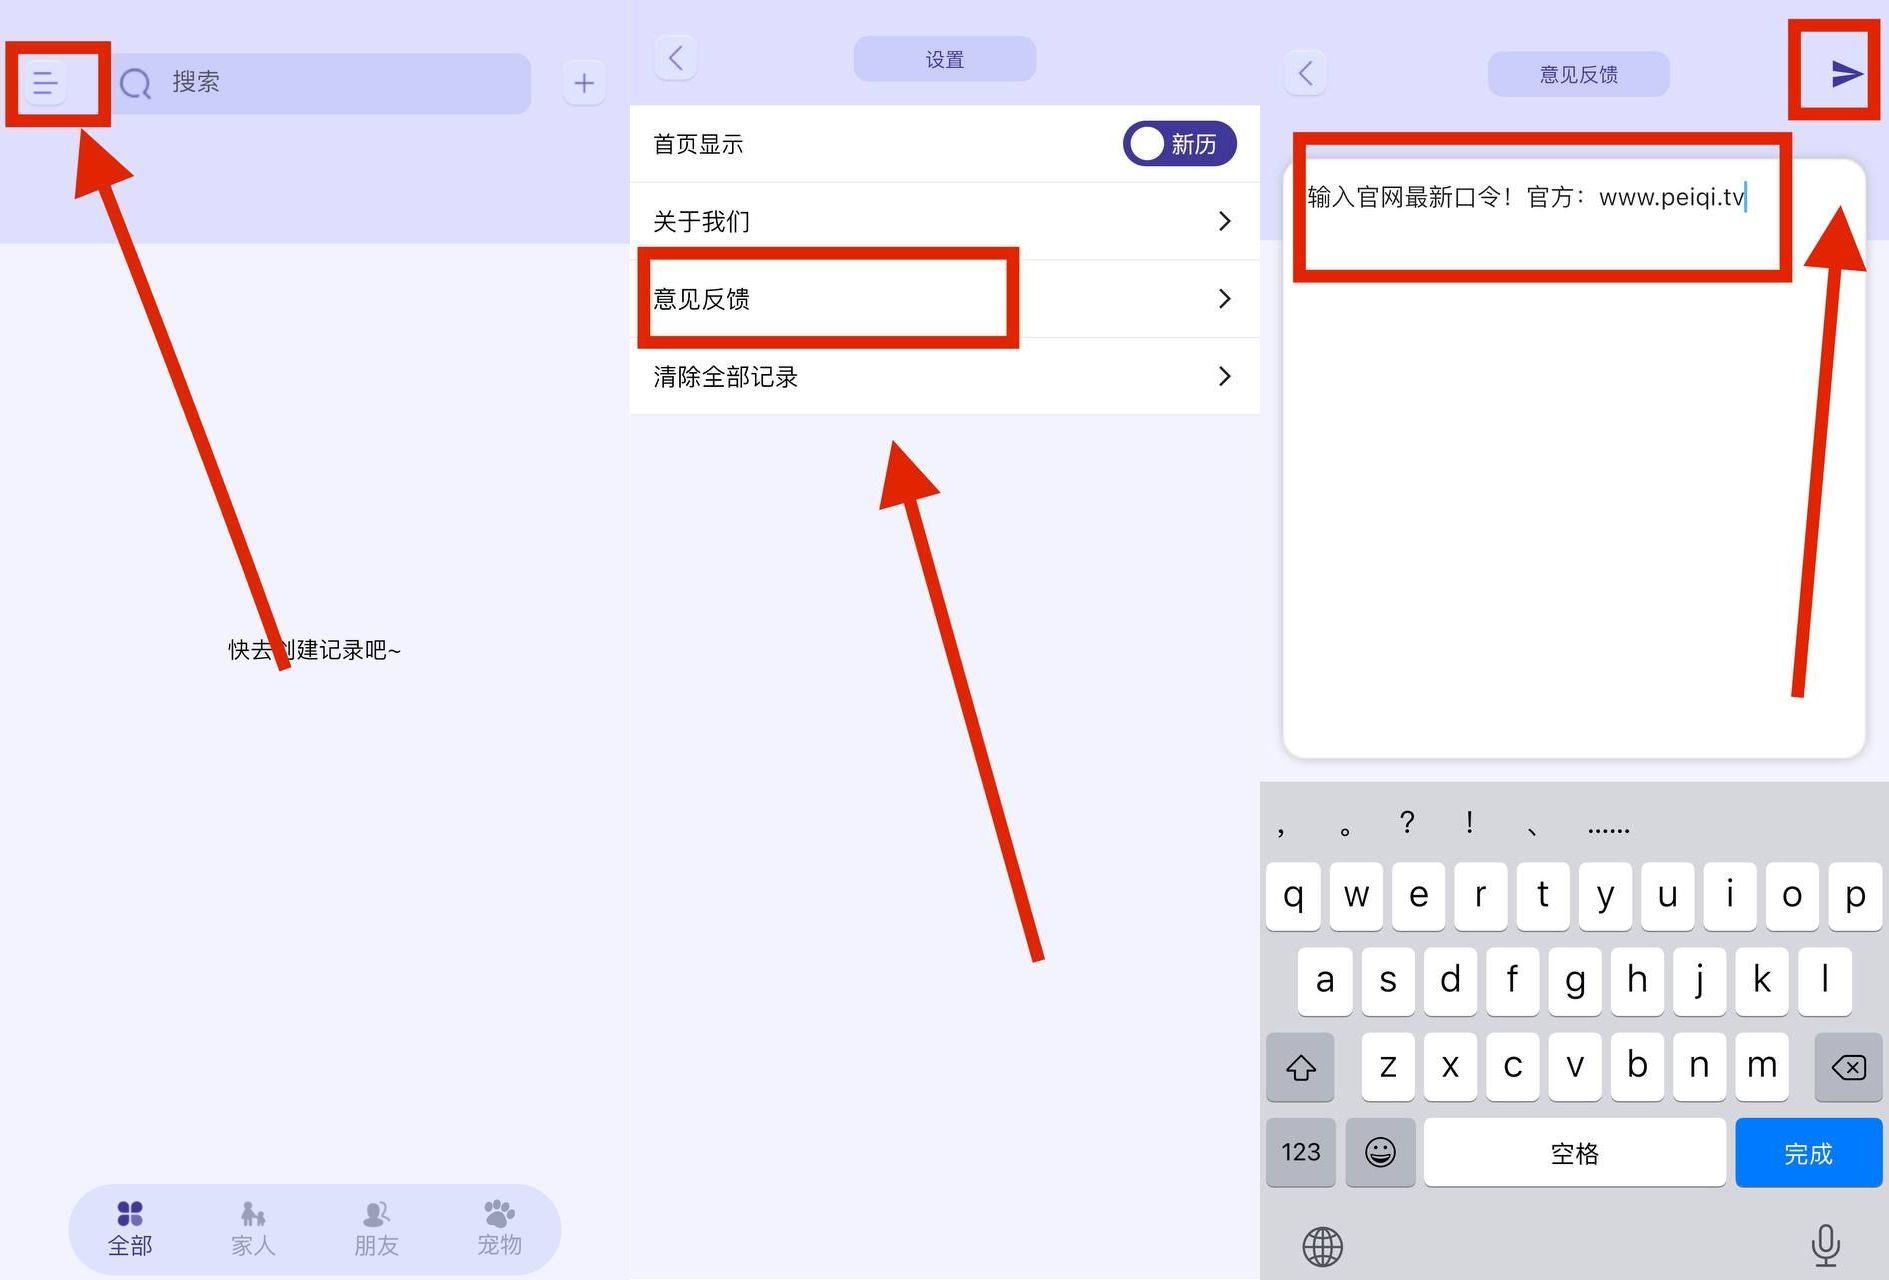 搜索
快去创建记录吧~
全部
家人
朋友
宠物
设置
首页显示
新历
关于我们
意见反馈
清除全部记录
意见反馈
输入官网最新口令！官方：www.peiqi.tv
， 。 ？ ！ 、 ……
q w e r t y u i o p
a s d f g h j k l
z x c v b n m
123 空格 完成